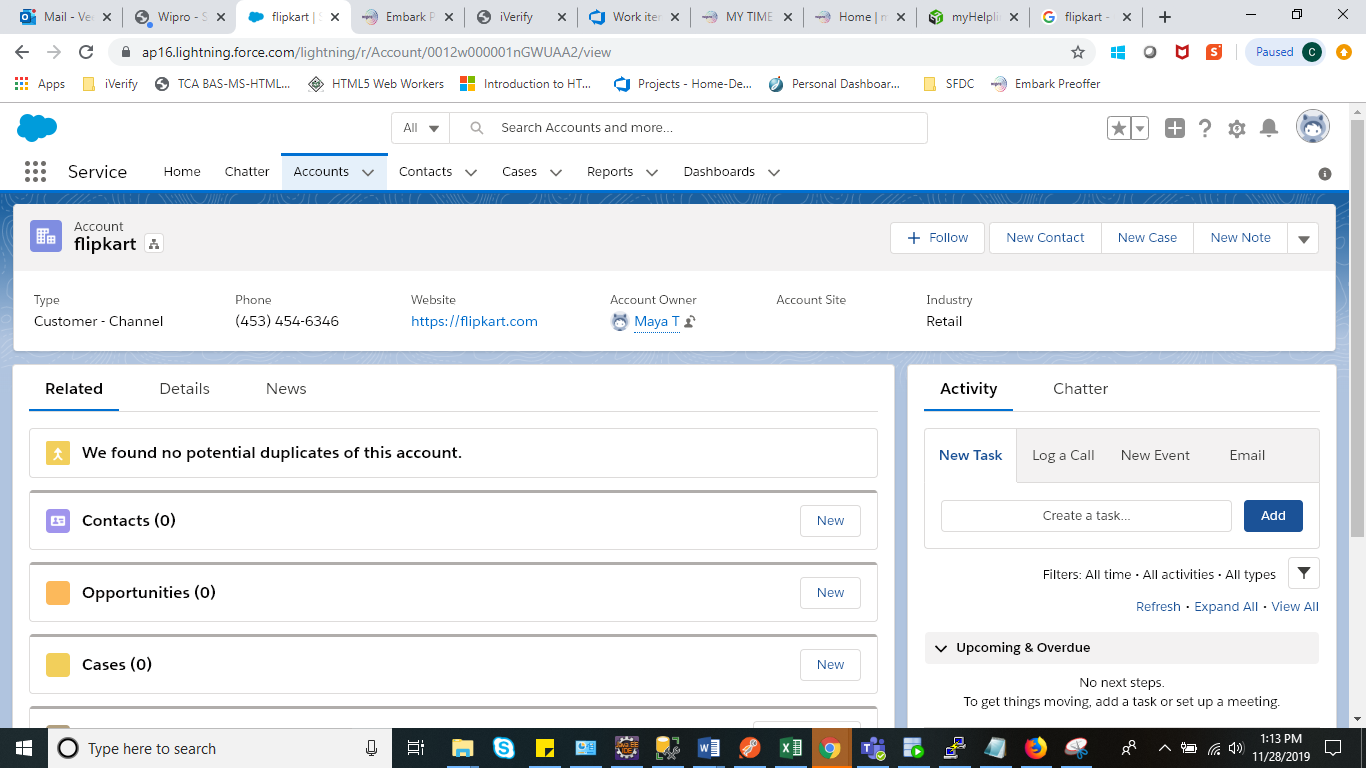 Mail - Ve
Wipro - S
flipkart | S
Embark P
iVerify
Work iter
MY TIME
Home | m
myHelpli
flipkart -
ap16.lightning.force.com/lightning/r/Account/0012w000001nGWUAA2/view
Paused
C
Apps
iVerify
TCA BAS-MS-HTML...
HTML5 Web Workers
Introduction to HT...
Projects - Home-De...
Personal Dashboar...
SFDC
Embark Preoffer
All
Search Accounts and more...
Service
Home
Chatter
Accounts
Contacts
Cases
Reports
Dashboards
Account
flipkart
+ Follow
New Contact
New Case
New Note
Type
Phone
Website
Account Owner
Account Site
Industry
Customer - Channel
(453) 454-6346
https://flipkart.com
Maya T
Retail
Related
Details
News
We found no potential duplicates of this account.
Contacts (0)
New
Opportunities (0)
New
Cases (0)
New
Activity
Chatter
New Task
Log a Call
New Event
Email
Create a task...
Add
Filters: All time • All activities • All types
Refresh • Expand All • View All
Upcoming & Overdue
No next steps.
To get things moving, add a task or set up a meeting.
Type here to search
1:13 PM
11/28/2019